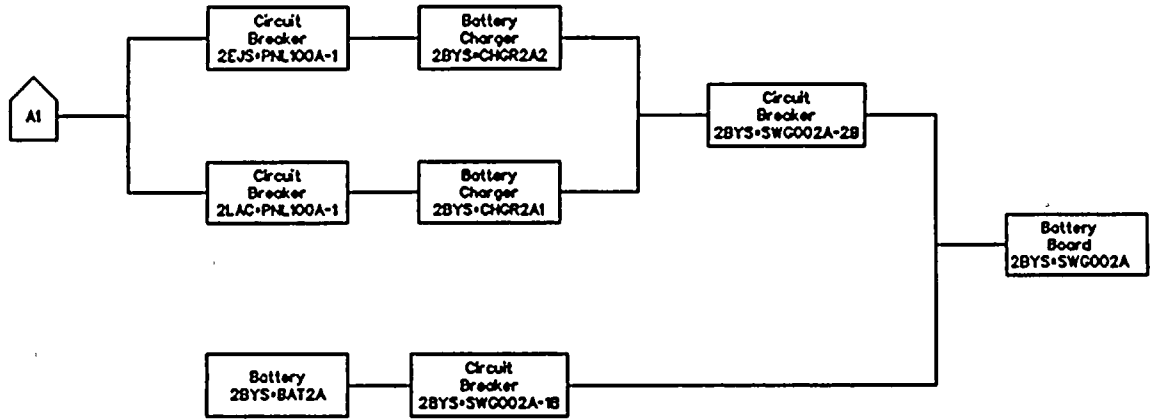 Circuit
Breaker
2EJS*PNL100A-1
Battery
Charger
2BYS*CHGR2A2
A1
Circuit
Breaker
2BYS*SWG002A-2B
Circuit
Breaker
2LAC*PNL100A-1
Battery
Charger
2BYS*CHGR2A1
Battery
Board
2BYS*SWG002A
Battery
2BYS*BAT2A
Circuit
Breaker
2BYS*SWG002A-1B